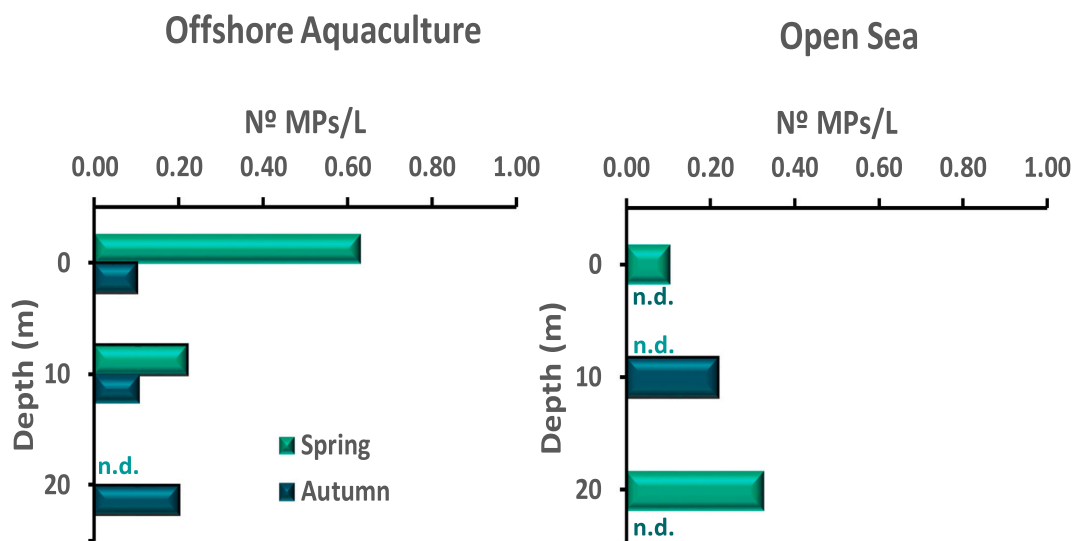 Offshore Aquaculture
Nº MPs/L
0.00 0.20 0.40 0.60 0.80 1.00
Depth (m)
0
10
n.d.
20
Spring
Autumn
Open Sea
Nº MPs/L
0.00 0.20 0.40 0.60 0.80 1.00
Depth (m)
0
n.d.
n.d.
10
20
n.d.